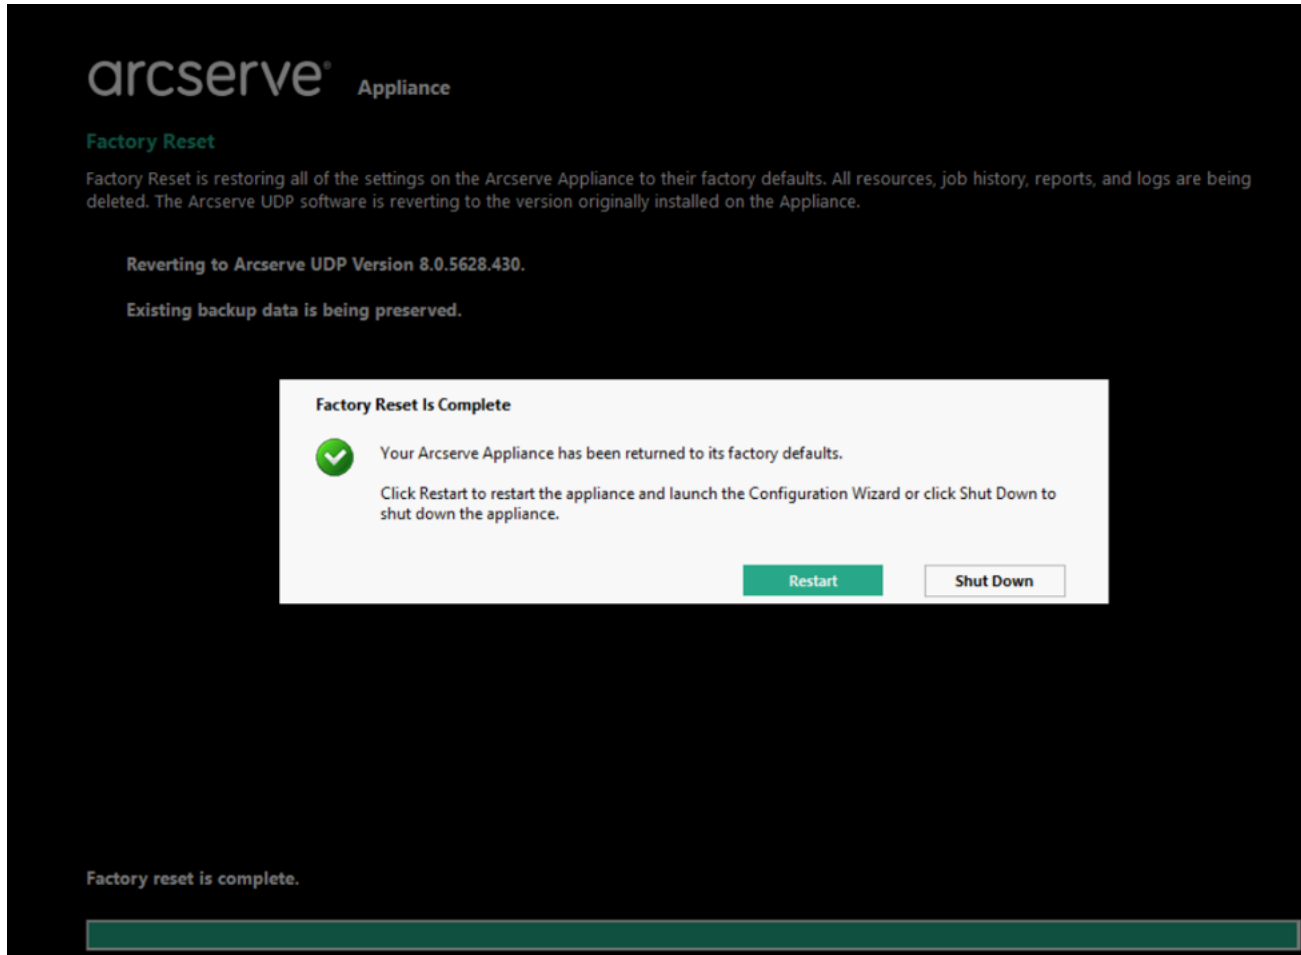 arcserve® Appliance
Factory Reset
Factory Reset is restoring all of the settings on the Arcserve Appliance to their factory defaults. All resources, job history, reports, and logs are being
deleted. The Arcserve UDP software is reverting to the version originally installed on the Appliance.
Reverting to Arcserve UDP Version 8.0.5628.430.
Existing backup data is being preserved.
Factory Reset Is Complete
Your Arcserve Appliance has been returned to its factory defaults.
Click Restart to restart the appliance and launch the Configuration Wizard or click Shut Down to
shut down the appliance.
Restart Shut Down
Factory reset is complete.